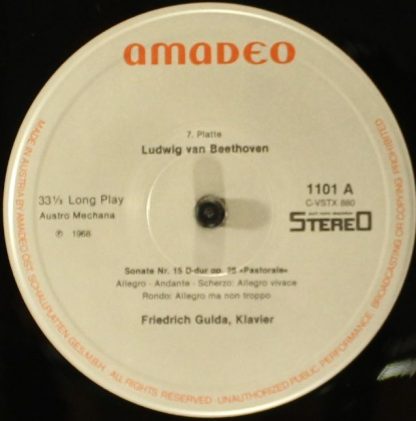 amadeo
7. Platte
Ludwig van Beethoven
33⅓ Long Play
Austro Mechana
℗ 1968
1101 A
C-VSTX 880
STEREO
Sonate Nr. 15 D-dur op. 28 »Pastorale«
Allegro - Andante - Scherzo: Allegro vivace
Rondo: Allegro ma non troppo
Friedrich Gulda, Klavier
MADE IN AUSTRIA BY AMADEO ÖST. SCHALLPLATTEN GES.M.B.H. · ALL RIGHTS RESERVED · UNAUTHORIZED PUBLIC PERFORMANCE · BROADCASTING OR COPYING PROHIBITED